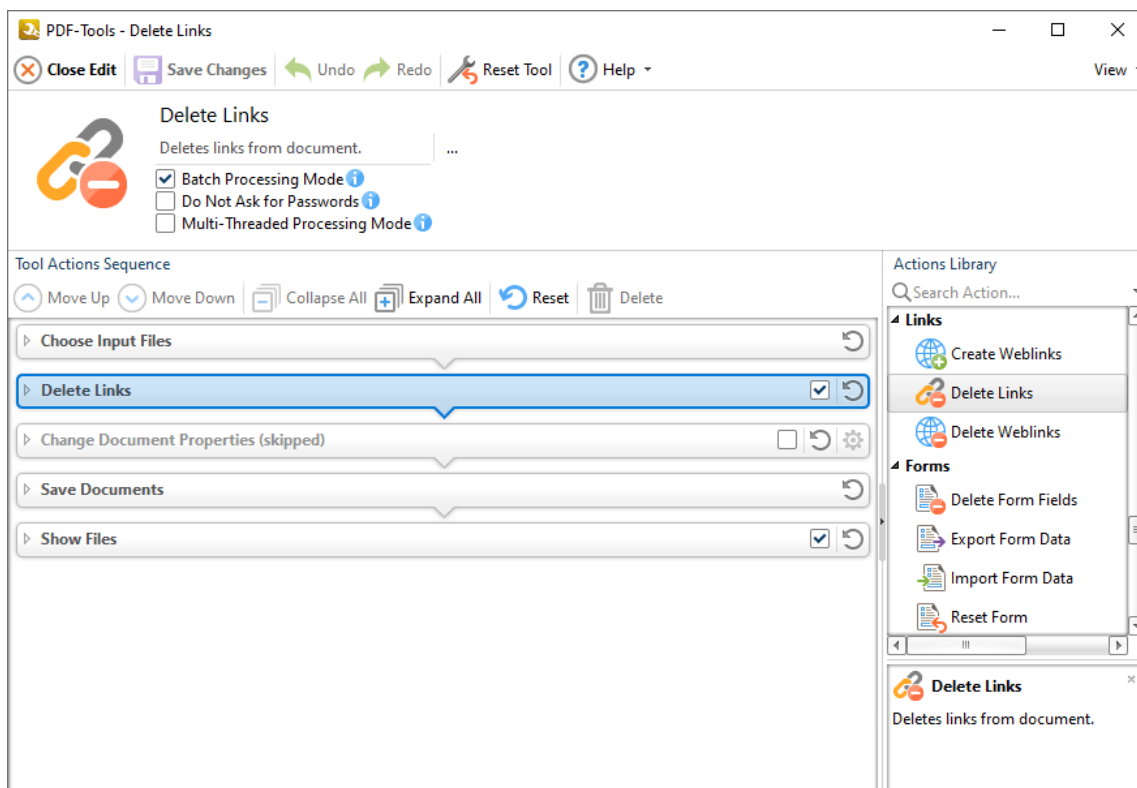 PDF-Tools - Delete Links
Close Edit Save Changes Undo Redo Reset Tool ? Help View
Delete Links
Deletes links from document. ...
Batch Processing Mode i
Do Not Ask for Passwords i
Multi-Threaded Processing Mode i
Tool Actions Sequence
Move Up Move Down Collapse All Expand All Reset Delete
Choose Input Files
Delete Links
Change Document Properties (skipped)
Save Documents
Show Files
Actions Library
Search Action...
Links
Create Weblinks
Delete Links
Delete Weblinks
Forms
Delete Form Fields
Export Form Data
Import Form Data
Reset Form
Delete Links
Deletes links from document.